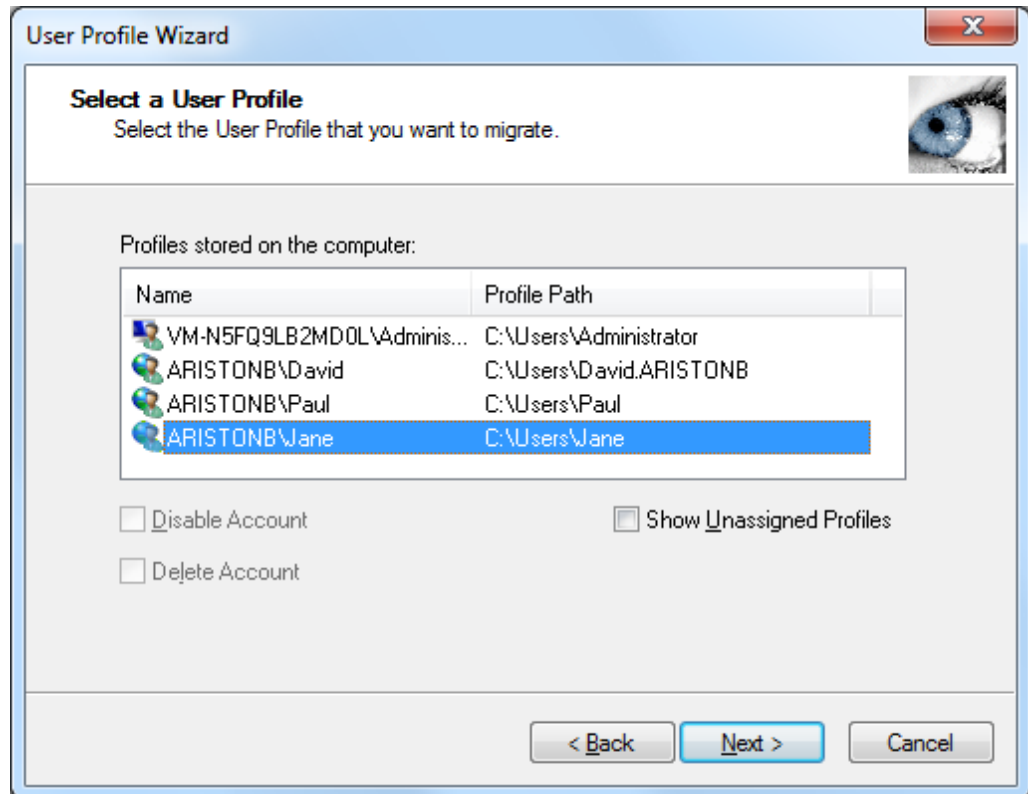 User Profile Wizard
Select a User Profile
Select the User Profile that you want to migrate.
Profiles stored on the computer:
Name Profile Path
VM-N5FQ9LB2MD0L\Adminis... C:\Users\Administrator
ARISTONB\David C:\Users\David.ARISTONB
ARISTONB\Paul C:\Users\Paul
ARISTONB\Jane C:\Users\Jane
Disable Account Show Unassigned Profiles
Delete Account
< Back Next > Cancel